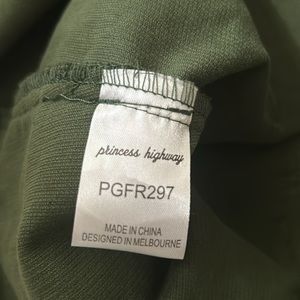 princess highway
PGFR297
MADE IN CHINA
DESIGNED IN MELBOURNE